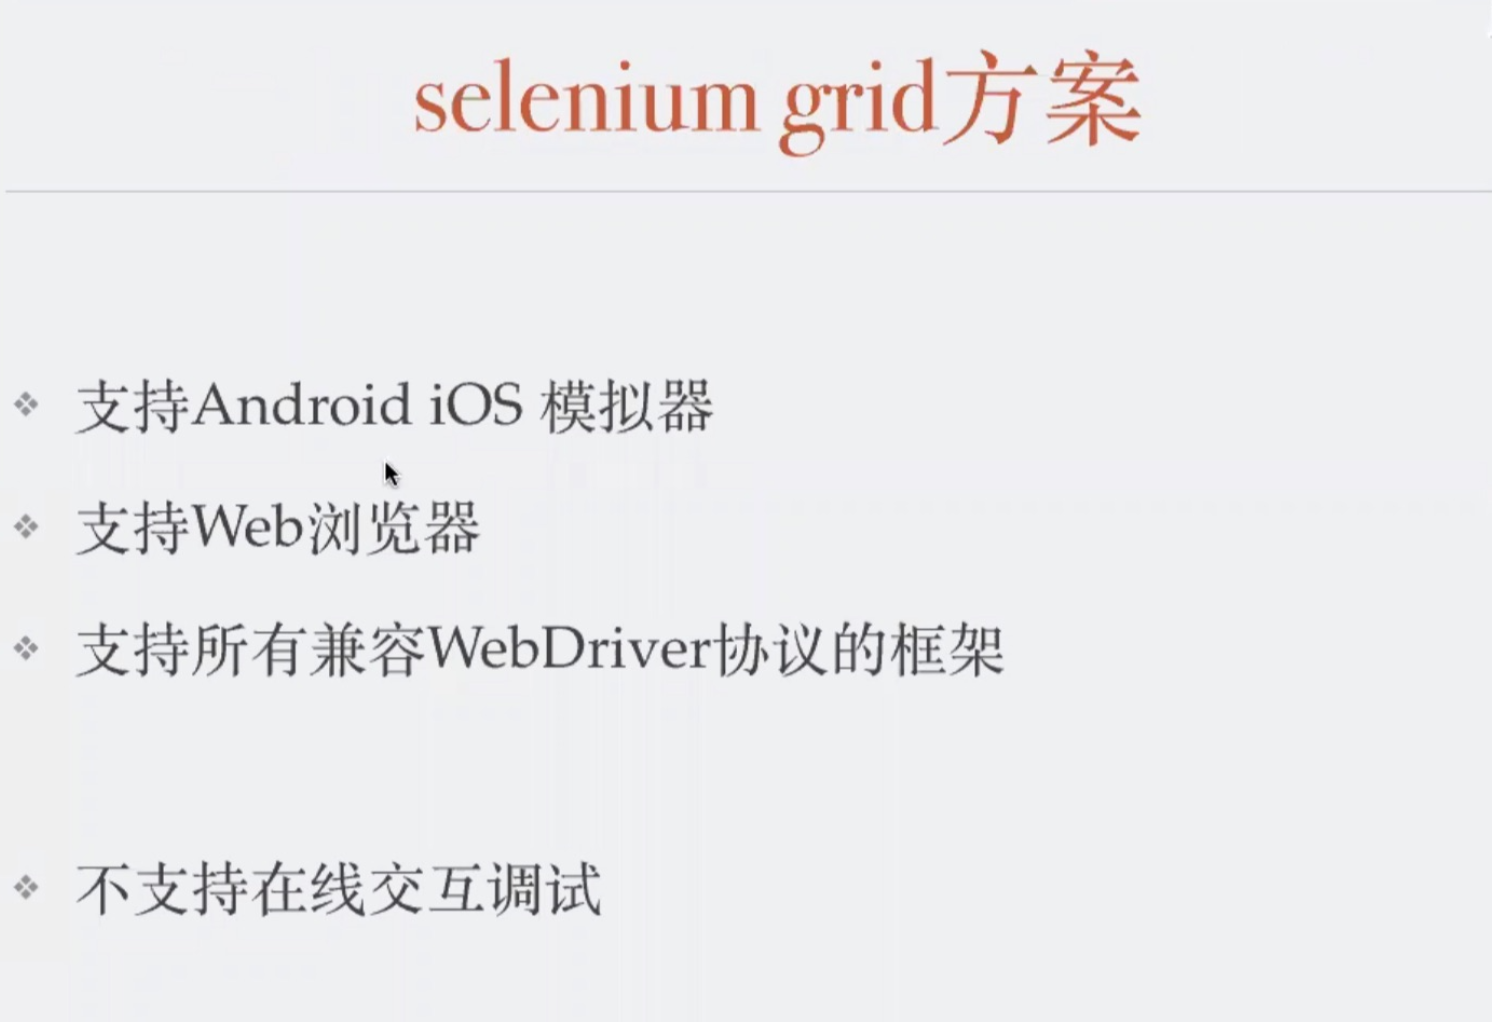 selenium grid方案
支持Android iOS 模拟器
支持Web浏览器
支持所有兼容WebDriver协议的框架
不支持在线交互调试